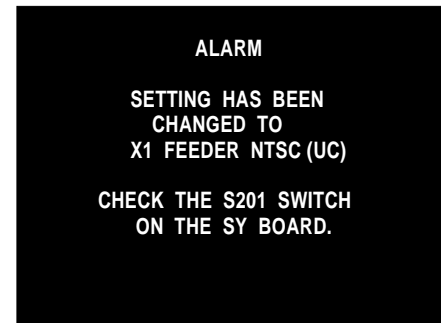 ALARM
SETTING HAS BEEN
CHANGED TO
X1 FEEDER NTSC (UC)
CHECK THE S201 SWITCH
ON THE SY BOARD.